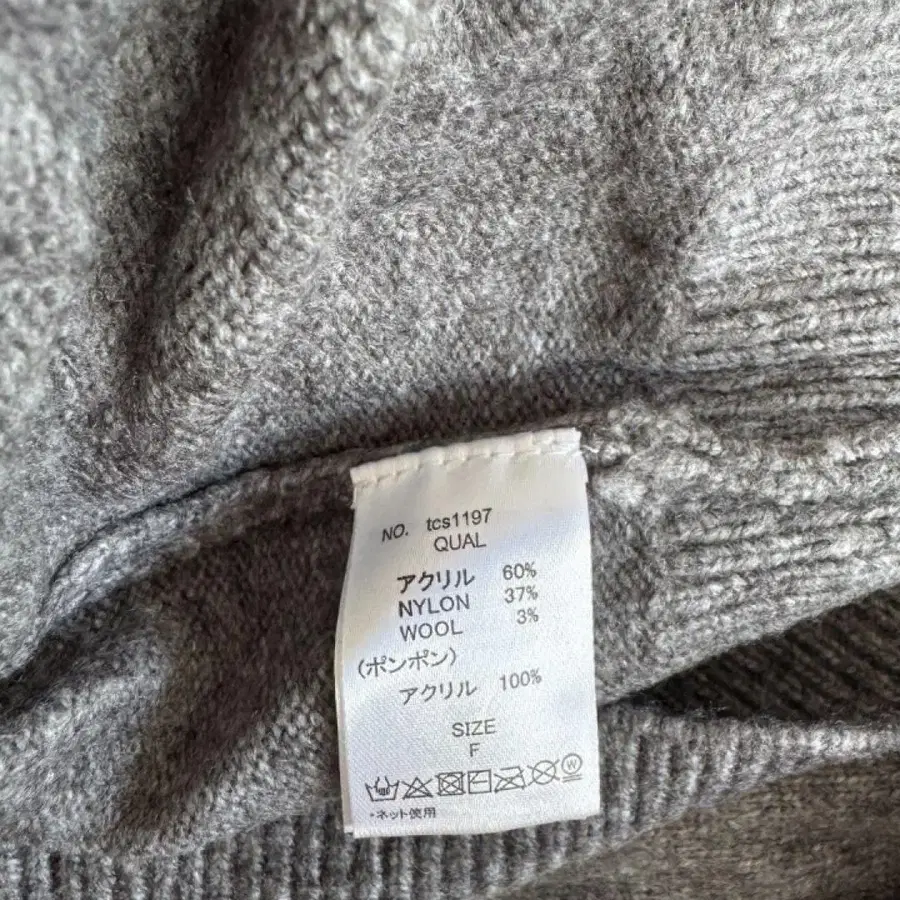 NO. tcs1197
QUAL
アクリル 60%
NYLON 37%
WOOL 3%
(ポンポン)
アクリル 100%
SIZE
F
W
・ネット使用